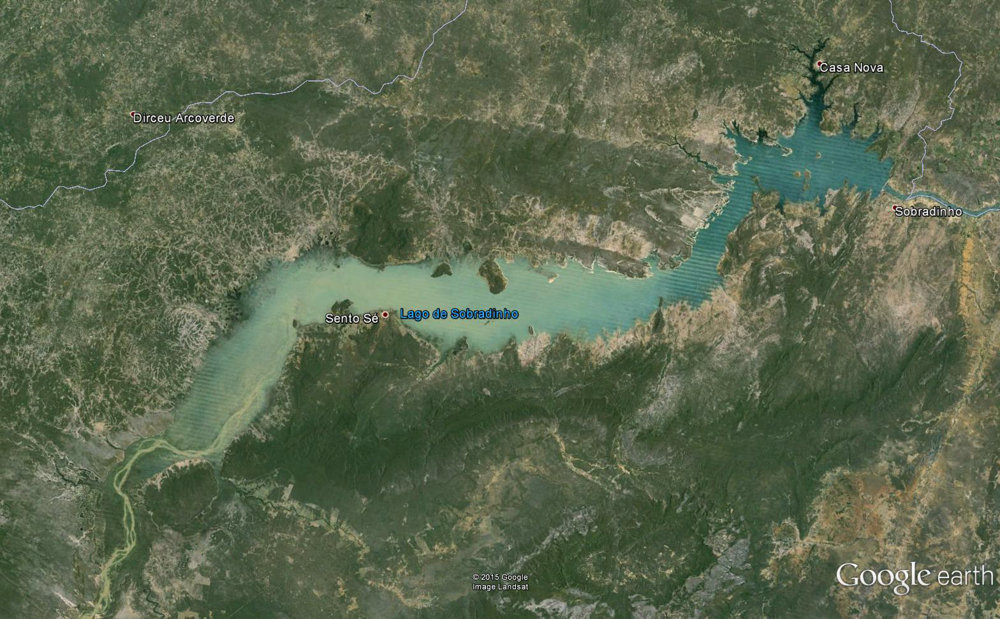 Casa Nova
Dirceu Arcoverde
Sobradinho
Sento Sé
Lago de Sobradinho
© 2015 Google
Image Landsat
Google earth